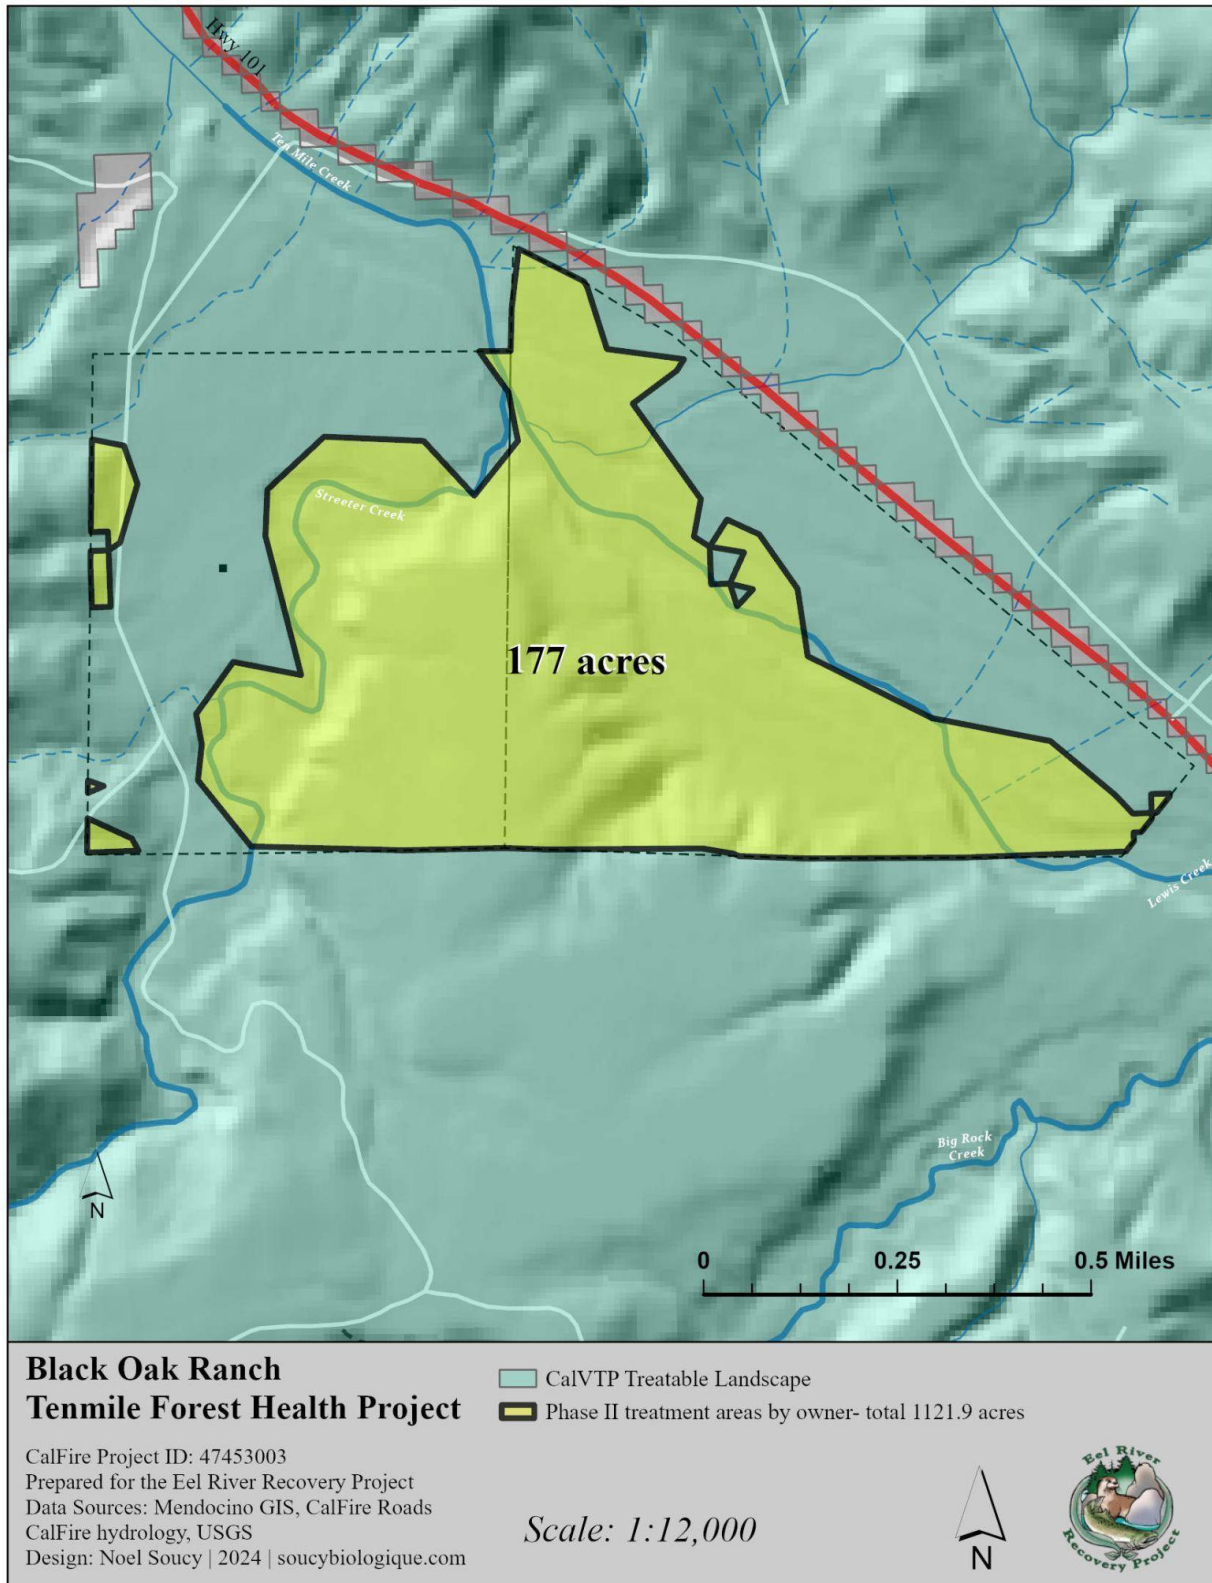 Hwy 101
Ten Mile Creek
Streeter Creek
177 acres
Lewis Creek
Big Rock
Creek
N
0 0.25 0.5 Miles
Black Oak Ranch
Tenmile Forest Health Project
CalVTP Treatable Landscape
Phase II treatment areas by owner- total 1121.9 acres
CalFire Project ID: 47453003
Prepared for the Eel River Recovery Project
Data Sources: Mendocino GIS, CalFire Roads
CalFire hydrology, USGS
Design: Noel Soucy | 2024 | soucybiologique.com
Scale: 1:12,000
N
Eel River
Recovery Project